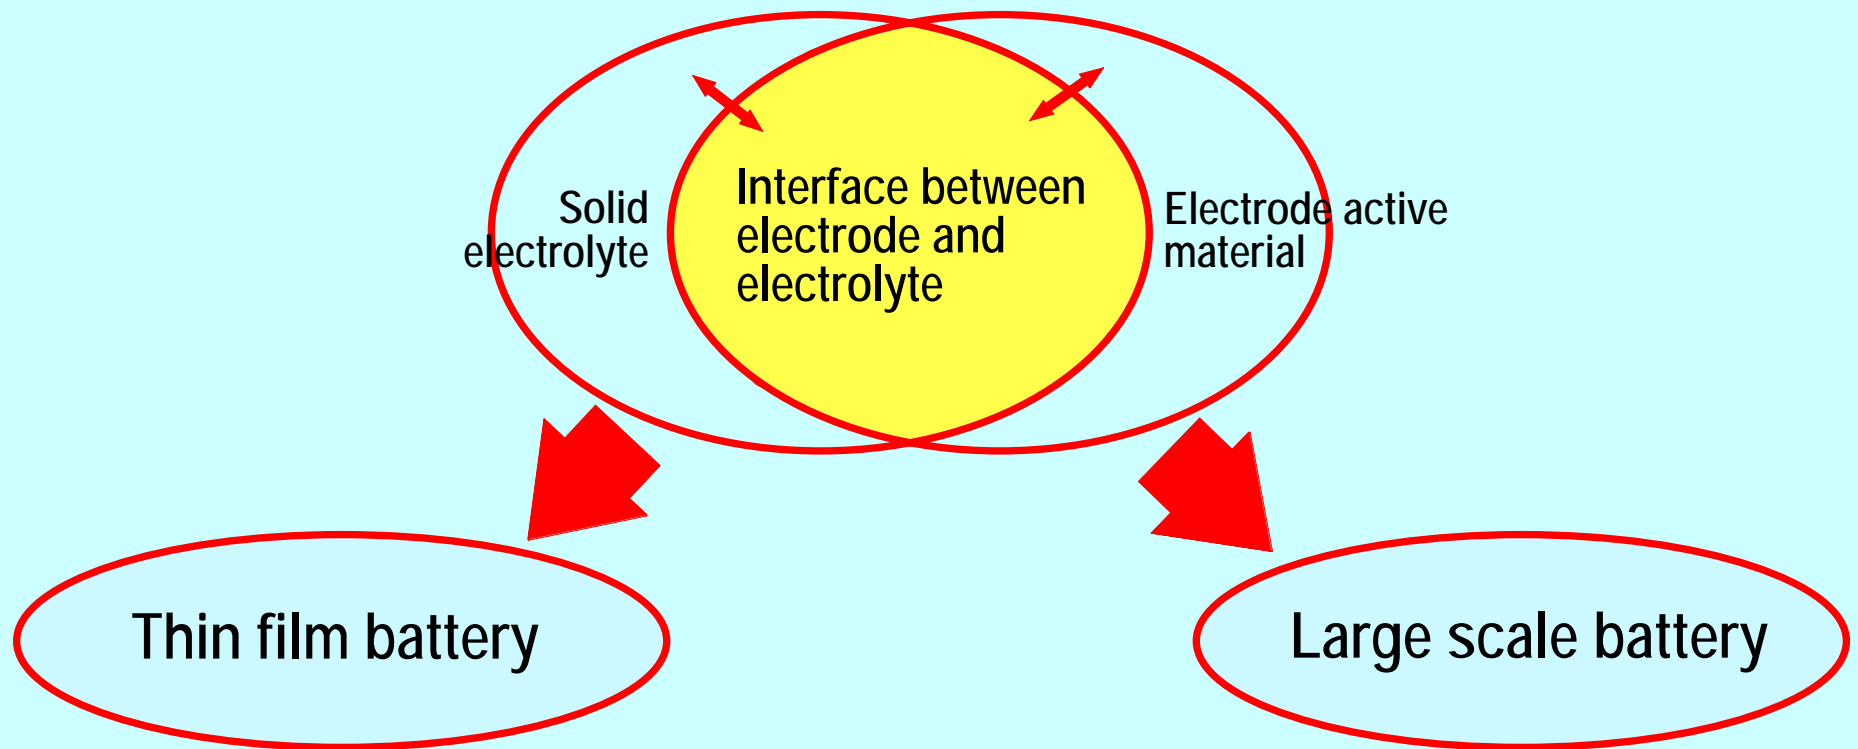 Solid
electrolyte
Interface between
electrode and
electrolyte
Electrode active
material
Thin film battery
Large scale battery